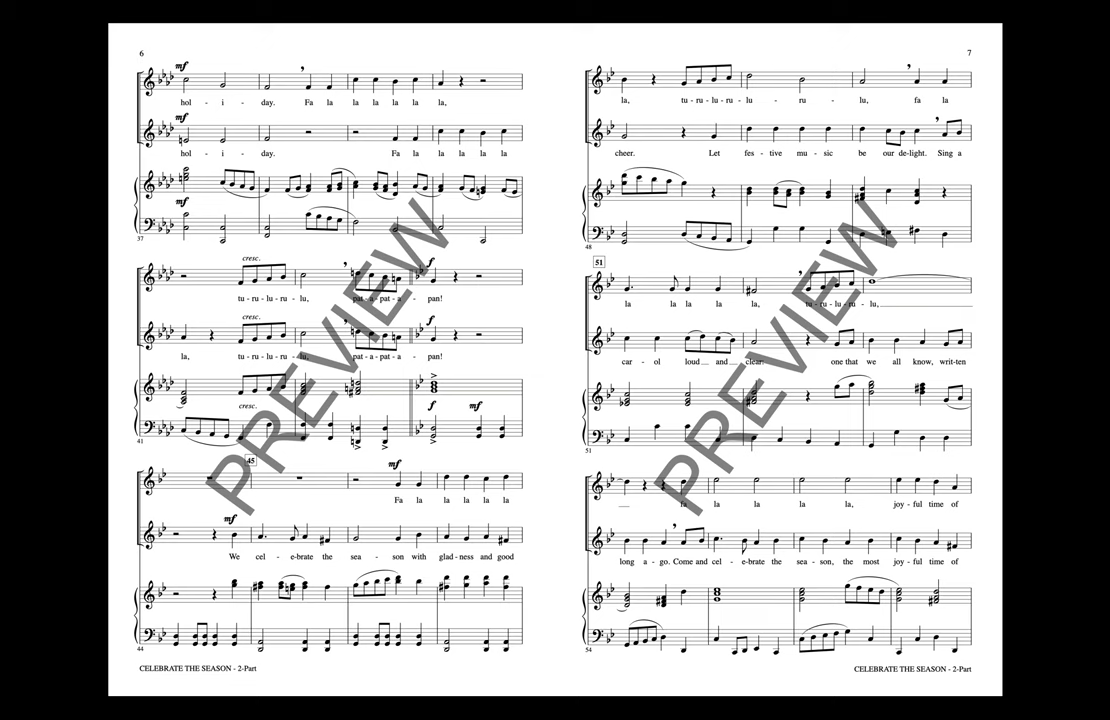 6
mf
hol - i - day. Fa la la la la la la,
mf
hol - i - day. Fa la la la la la
mf
37
cresc.
tu - ru - lu - ru - lu, pat - a - pat - a - pan!
f
cresc.
la, tu - ru - lu - ru - lu, pat - a - pat - a - pan!
f
cresc.
f mf
41
45
mf
Fa la la la la la
mf
We cel - e - brate the sea - son with glad - ness and good
44
CELEBRATE THE SEASON - 2-Part
7
la, tu - ru - lu - ru - lu - ru - lu, fa la
cheer. Let fes - tive mu - sic be our de - light. Sing a
48
51
la la la la la, tu - ru - lu - ru - lu,
car - ol loud and clear: one that we all know, writ-ten
51
fa la la la la, joy - ful time of
long a - go. Come and cel - e-brate the sea - son, the most joy - ful time of
54
CELEBRATE THE SEASON - 2-Part
PREVIEW
PREVIEW